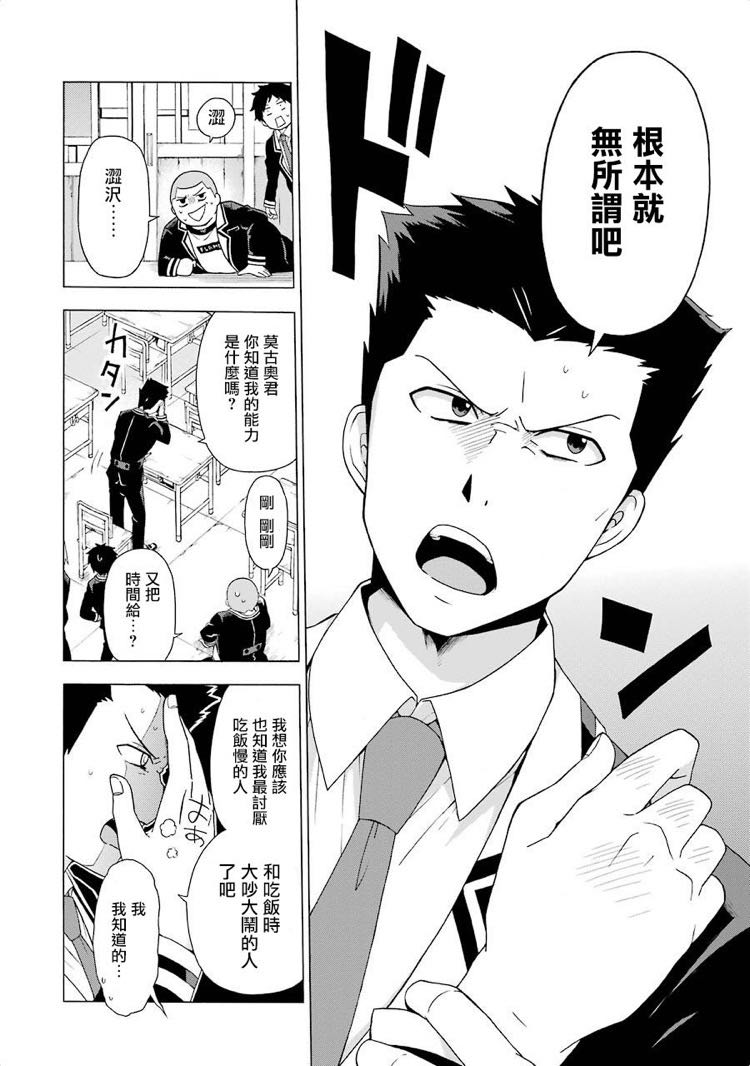 根本就
無所謂吧
ドン
澀
澀沢……
莫古奧君
你知道我的能力
是什麼嗎？
カタン
剛 剛剛
又把
時間給…？
我想你應該
也知道我最討厭
吃飯慢的人
和吃飯時
大吵大鬧的人
了吧
はあ
我
我知道的…